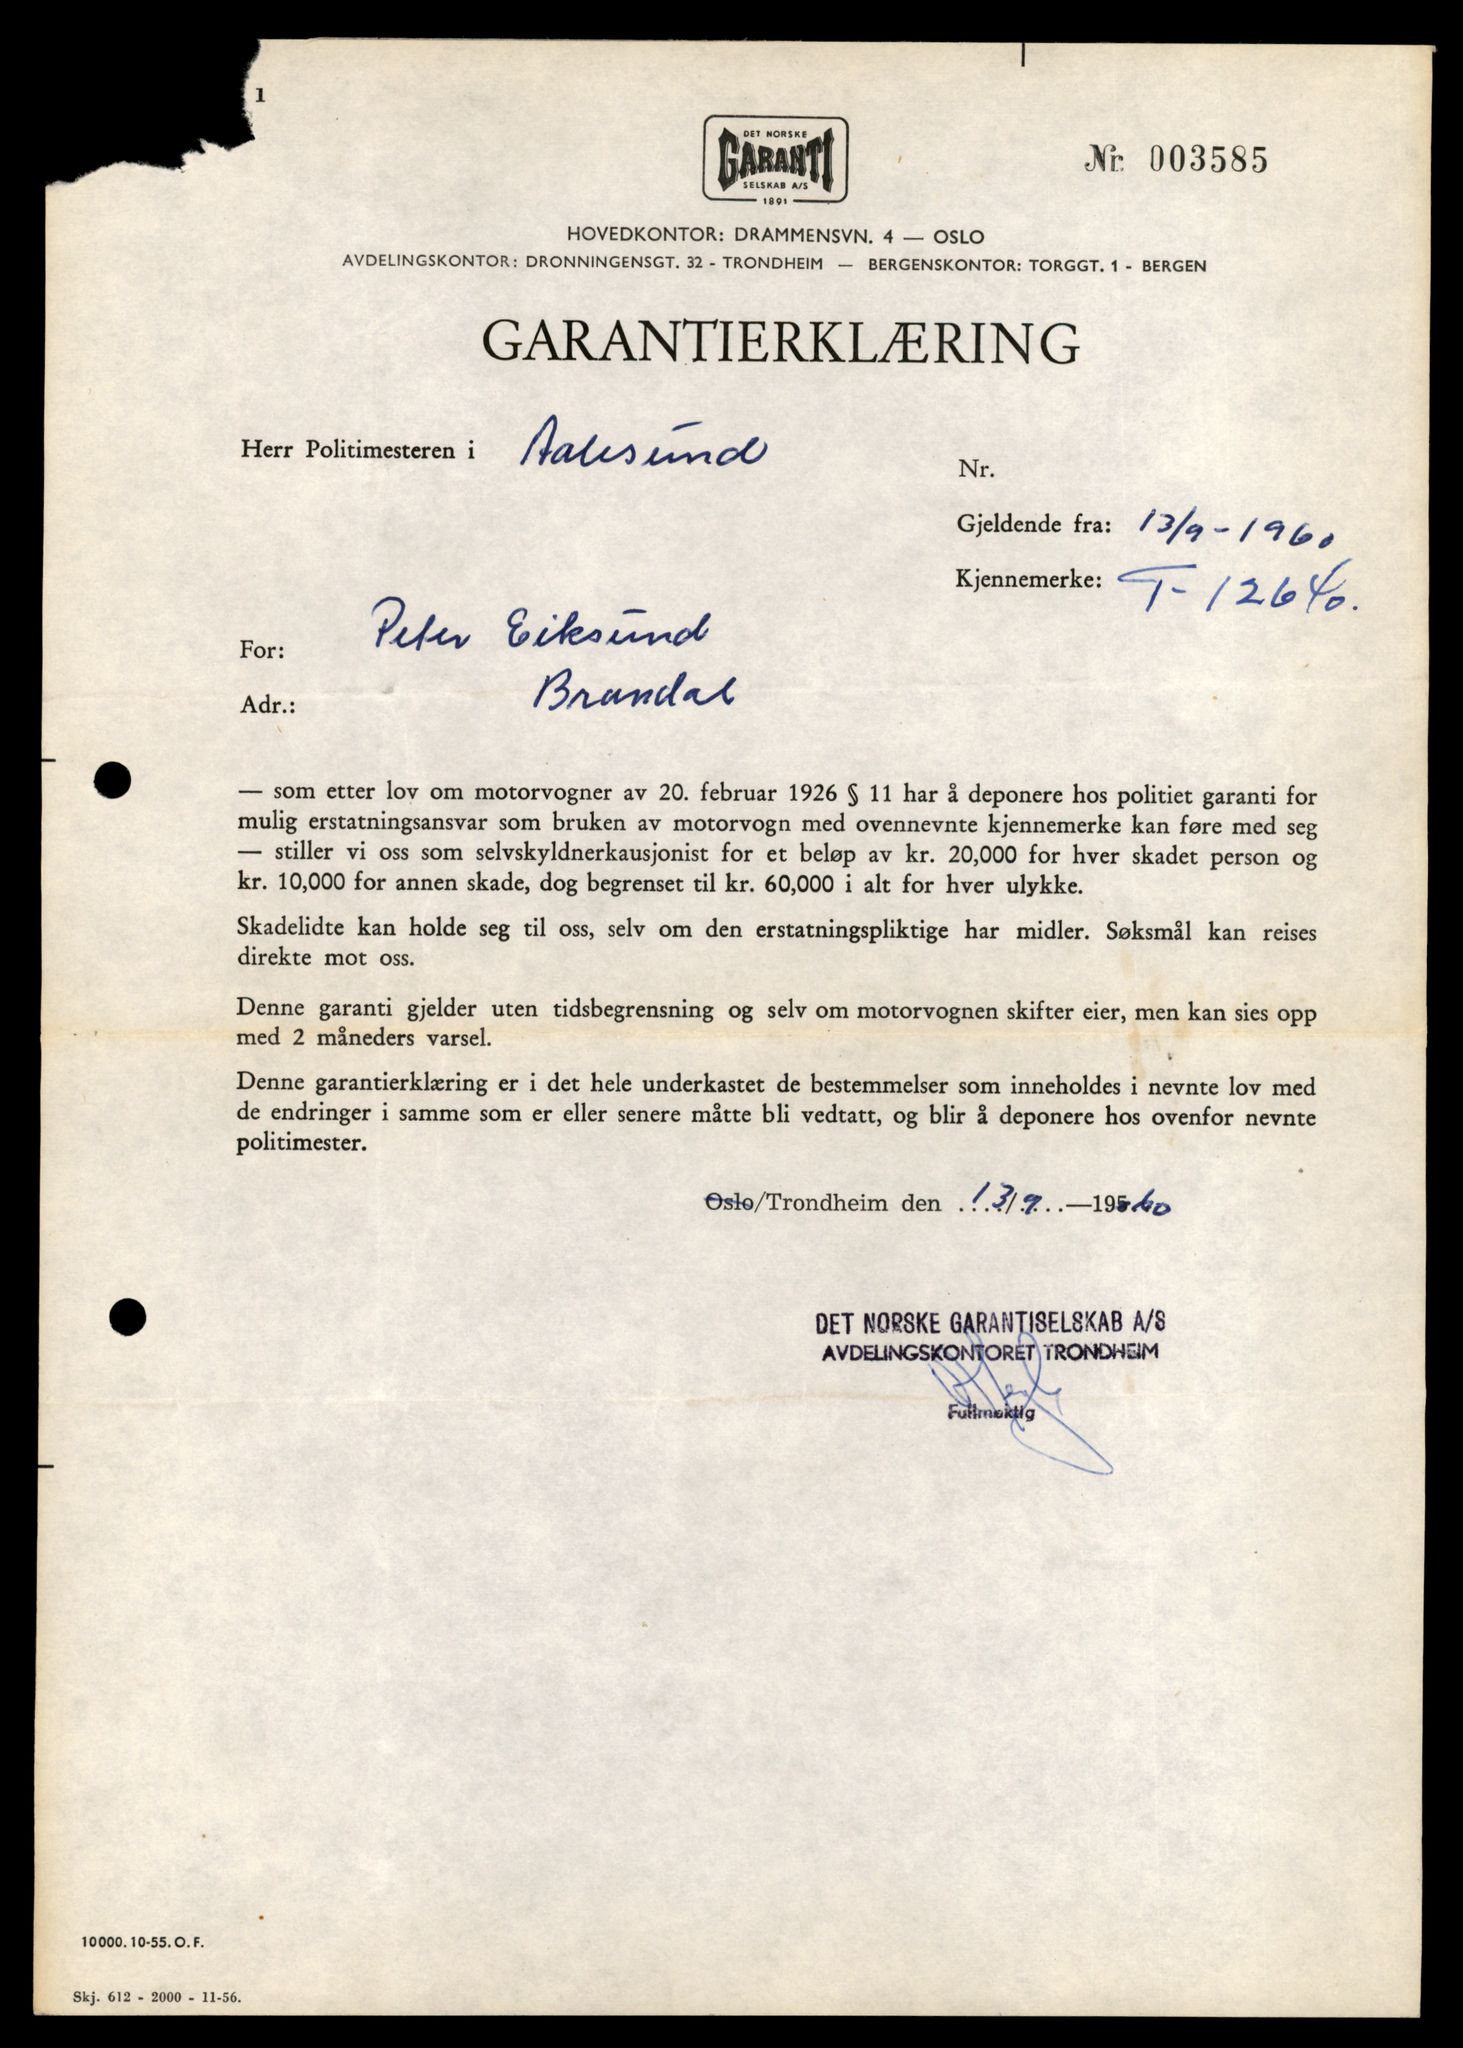 1
DET NORSKE
GARANTI
SELSKAB A/S
1891
Nr. 003585
HOVEDKONTOR: DRAMMENSVN. 4 — OSLO
AVDELINGSKONTOR: DRONNINGENSGT. 32 - TRONDHEIM — BERGENSKONTOR: TORGGT. 1 - BERGEN
GARANTIERKLÆRING
Herr Politimesteren i Aalesund
Nr.
Gjeldende fra: 13/9-1960
Kjennemerke: T-12640.
For: Peter Eiksund
Adr.: Brandal
— som etter lov om motorvogner av 20. februar 1926 § 11 har å deponere hos politiet garanti for
mulig erstatningsansvar som bruken av motorvogn med ovennevnte kjennemerke kan føre med seg
— stiller vi oss som selvskyldnerkausjonist for et beløp av kr. 20,000 for hver skadet person og
kr. 10,000 for annen skade, dog begrenset til kr. 60,000 i alt for hver ulykke.
Skadelidte kan holde seg til oss, selv om den erstatningspliktige har midler. Søksmål kan reises
direkte mot oss.
Denne garanti gjelder uten tidsbegrensning og selv om motorvognen skifter eier, men kan sies opp
med 2 måneders varsel.
Denne garantierklæring er i det hele underkastet de bestemmelser som inneholdes i nevnte lov med
de endringer i samme som er eller senere måtte bli vedtatt, og blir å deponere hos ovenfor nevnte
politimester.
Oslo/Trondheim den 13/9.—19560
DET NORSKE GARANTISELSKAB A/S
AVDELINGSKONTORET TRONDHEIM
Fullmektig
10000. 10-55. O. F.
Skj. 612 - 2000 - 11-56.